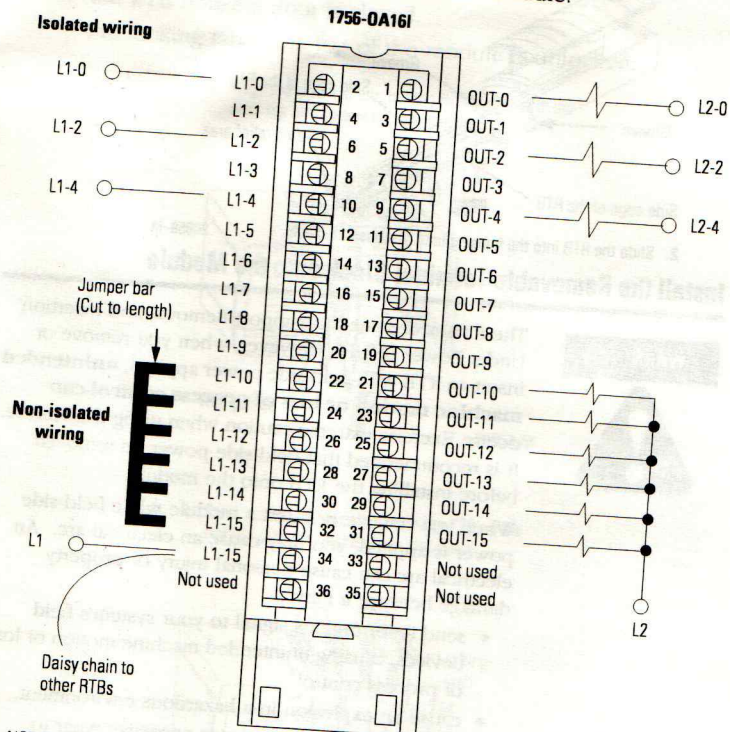 1756-OA16I
Isolated wiring
L1-0
L1-2
L1-4
L1-0
L1-1
L1-2
L1-3
L1-4
L1-5
L1-6
L1-7
L1-8
L1-9
L1-10
L1-11
L1-12
L1-13
L1-14
L1-15
L1-15
Not used
2 1
4 3
6 5
8 7
10 9
12 11
14 13
16 15
18 17
20 19
22 21
24 23
26 25
28 27
30 29
32 31
34 33
36 35
OUT-0
OUT-1
OUT-2
OUT-3
OUT-4
OUT-5
OUT-6
OUT-7
OUT-8
OUT-9
OUT-10
OUT-11
OUT-12
OUT-13
OUT-14
OUT-15
Not used
Not used
L2-0
L2-2
L2-4
L2
Jumper bar
(Cut to length)
Non-isolated
wiring
L1
Daisy chain to
other RTBs